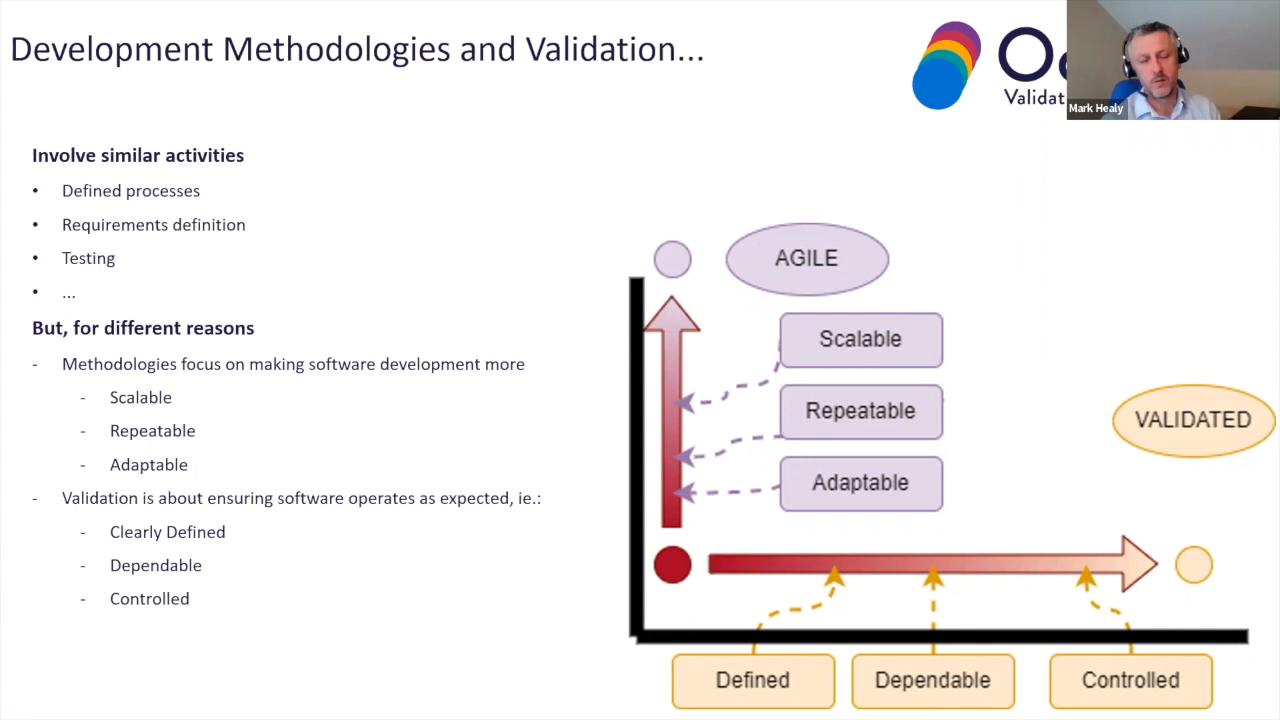 Development Methodologies and Validation...
Mark Healy
Involve similar activities
• Defined processes
• Requirements definition
• Testing
• ...
But, for different reasons
- Methodologies focus on making software development more
- Scalable
- Repeatable
- Adaptable
- Validation is about ensuring software operates as expected, ie.:
- Clearly Defined
- Dependable
- Controlled
AGILE
Scalable
Repeatable
Adaptable
VALIDATED
Defined
Dependable
Controlled